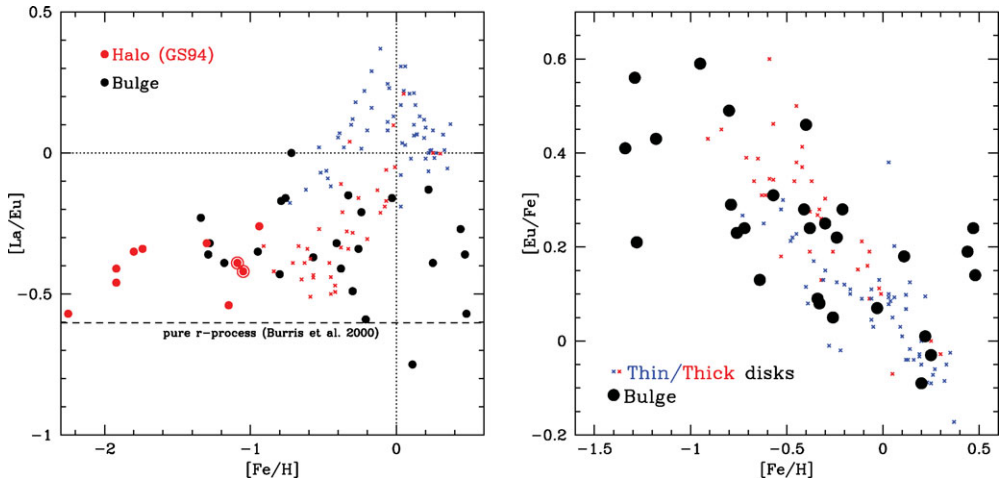 0.5
0
−0.5
−1
[La/Eu]
Halo (GS94)
Bulge
pure r-process (Burris et al. 2000)
−2 −1 0
[Fe/H]
0.6
0.4
0.2
0
−0.2
[Eu/Fe]
Thin/Thick disks
Bulge
−1.5 −1 −0.5 0 0.5
[Fe/H]